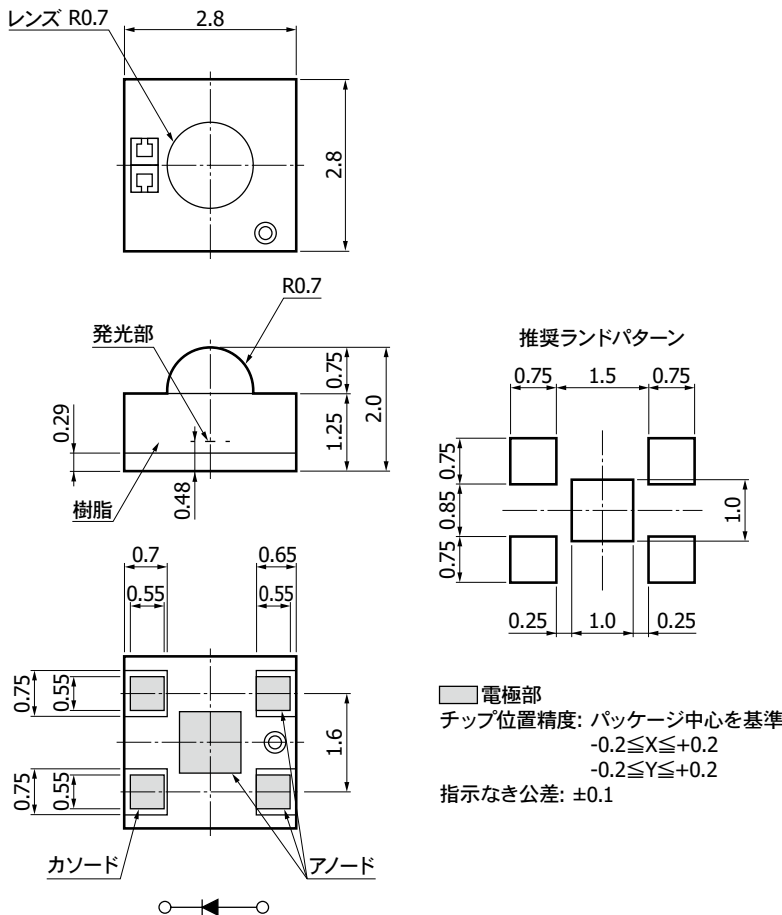 レンズ R0.7
2.8
2.8
R0.7
発光部
0.29
樹脂
0.48
0.75
1.25
2.0
推奨ランドパターン
0.75
1.5
0.75
0.75
0.85
0.75
1.0
0.25
1.0
0.25
0.7
0.65
0.55
0.55
0.75
0.55
0.75
0.55
1.6
カソード
アノード
電極部
チップ位置精度: パッケージ中心を基準
-0.2≦X≦+0.2
-0.2≦Y≦+0.2
指示なき公差: ±0.1